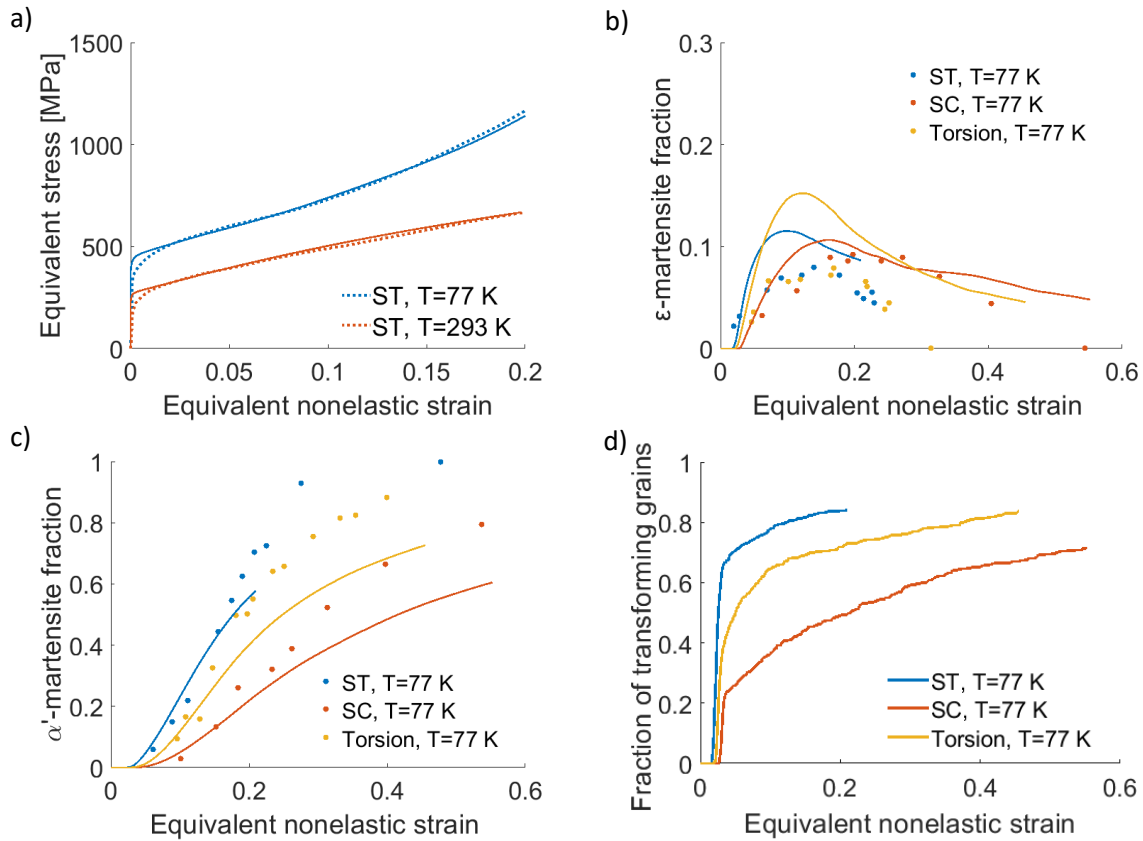 a)
Equivalent stress [MPa]
1500
1000
500
0
0 0.05 0.1 0.15 0.2
Equivalent nonelastic strain
ST, T=77 K
ST, T=293 K
b)
ε-martensite fraction
0.3
0.2
0.1
0
0 0.2 0.4 0.6
Equivalent nonelastic strain
ST, T=77 K
SC, T=77 K
Torsion, T=77 K
c)
α'-martensite fraction
1
0.8
0.6
0.4
0.2
0
0 0.2 0.4 0.6
Equivalent nonelastic strain
ST, T=77 K
SC, T=77 K
Torsion, T=77 K
d)
Fraction of transforming grains
1
0.8
0.6
0.4
0.2
0
0 0.2 0.4 0.6
Equivalent nonelastic strain
ST, T=77 K
SC, T=77 K
Torsion, T=77 K